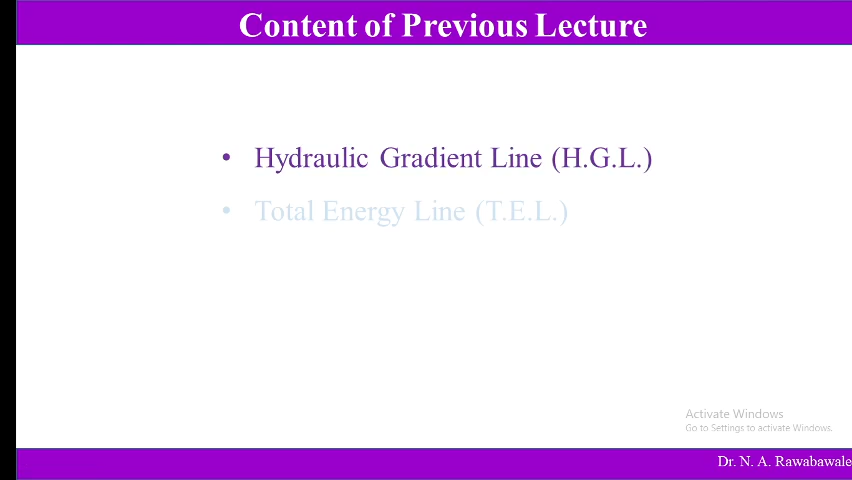 Content of Previous Lecture
• Hydraulic Gradient Line (H.G.L.)
• Total Energy Line (T.E.L.)
Activate Windows
Go to Settings to activate Windows.
Dr. N. A. Rawabawale